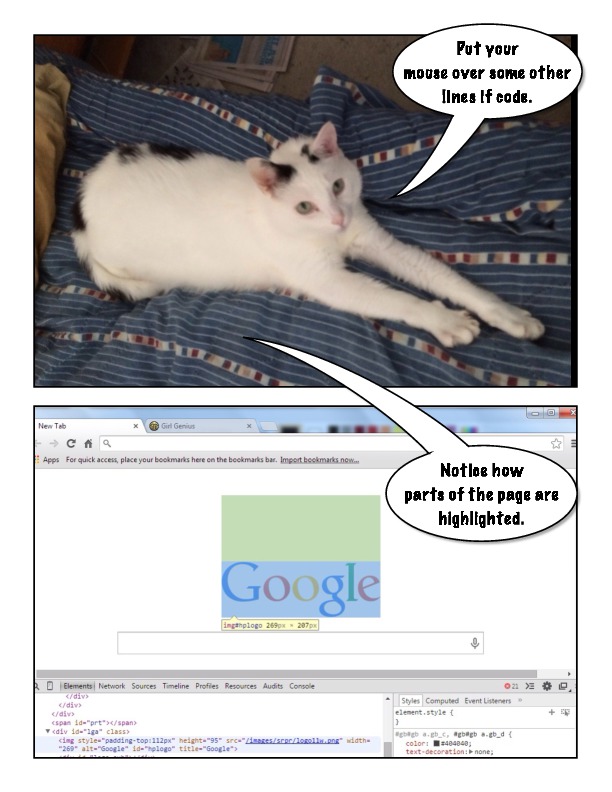 Put your
mouse over some other
lines if code.
New Tab
Girl Genius
Apps For quick access, place your bookmarks here on the bookmarks bar. Import bookmarks now...
Notice how
parts of the page are
highlighted.
Google
img#hplogo 269px × 207px
Elements Network Sources Timeline Profiles Resources Audits Console
21
</div>
</div>
</div>
<span id="prt"></span>
▼<div id="lga" class>
<img style="padding-top:112px" height="95" src="/images/srpr/logo11w.png" width=
"269" alt="Google" id="hplogo" title="Google">
Styles Computed Event Listeners »
element.style {
}
#gb#gb a.gb_c, #gb#gb a.gb_d {
color: #404040;
text-decoration:▶none;